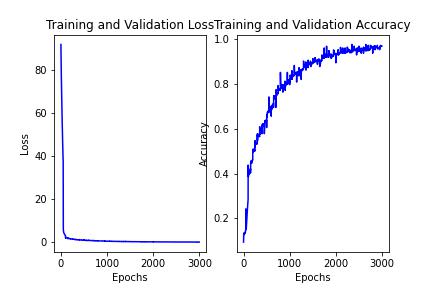 Training and Validation Loss
80
60
40
20
0
Loss
0 1000 2000 3000
Epochs
Training and Validation Accuracy
1.0
0.8
0.6
0.4
0.2
Accuracy
0 1000 2000 3000
Epochs